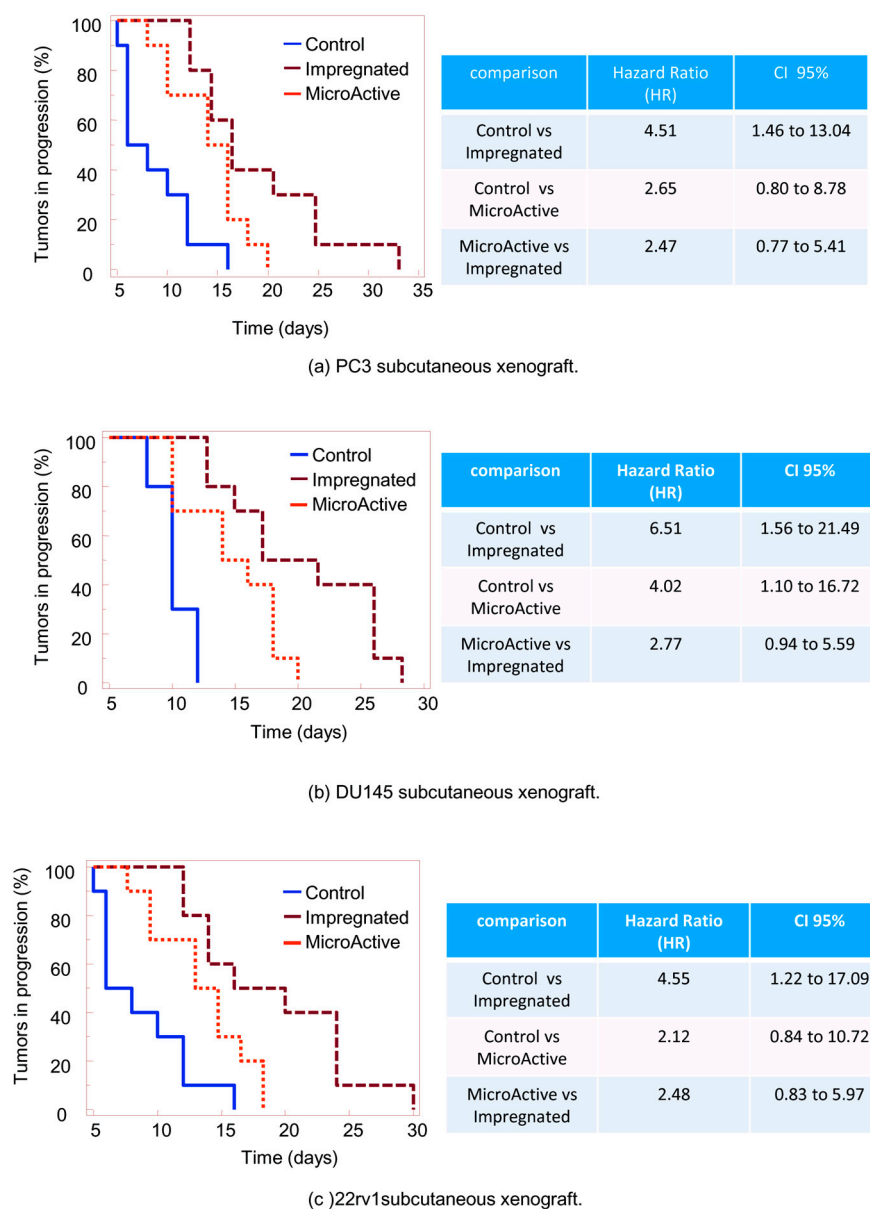 100
80
60
40
20
0
Tumors in progression (%)
Control
Impregnated
MicroActive
5 10 15 20 25 30 35
Time (days)
comparison Hazard Ratio (HR) CI 95%
Control vs Impregnated 4.51 1.46 to 13.04
Control vs MicroActive 2.65 0.80 to 8.78
MicroActive vs Impregnated 2.47 0.77 to 5.41
(a) PC3 subcutaneous xenograft.
100
80
60
40
20
0
Tumors in progression (%)
Control
Impregnated
MicroActive
5 10 15 20 25 30
Time (days)
comparison Hazard Ratio (HR) CI 95%
Control vs Impregnated 6.51 1.56 to 21.49
Control vs MicroActive 4.02 1.10 to 16.72
MicroActive vs Impregnated 2.77 0.94 to 5.59
(b) DU145 subcutaneous xenograft.
100
80
60
40
20
0
Tumors in progression (%)
Control
Impregnated
MicroActive
5 10 15 20 25 30
Time (days)
comparison Hazard Ratio (HR) CI 95%
Control vs Impregnated 4.55 1.22 to 17.09
Control vs MicroActive 2.12 0.84 to 10.72
MicroActive vs Impregnated 2.48 0.83 to 5.97
(c )22rv1subcutaneous xenograft.